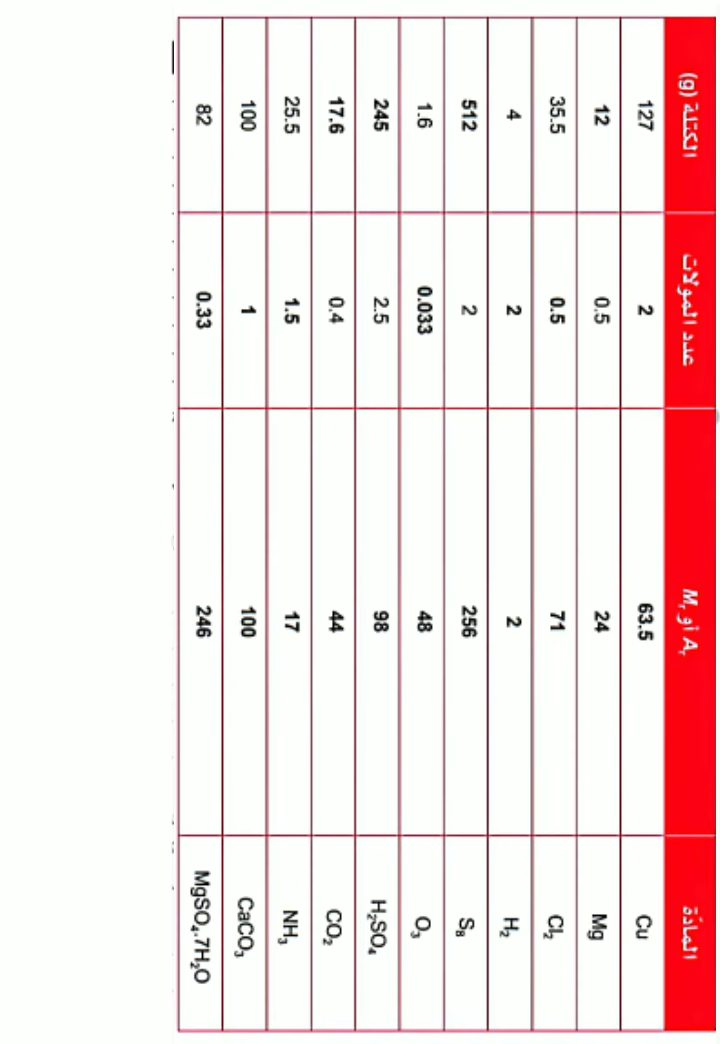 المادّة Aᵣ أو Mᵣ عدد المولات الكتلة (g)
Cu 63.5 2 127
Mg 24 0.5 12
Cl₂ 71 0.5 35.5
H₂ 2 2 4
S₈ 256 2 512
O₃ 48 0.033 1.6
H₂SO₄ 98 2.5 245
CO₂ 44 0.4 17.6
NH₃ 17 1.5 25.5
CaCO₃ 100 1 100
MgSO₄.7H₂O 246 0.33 82